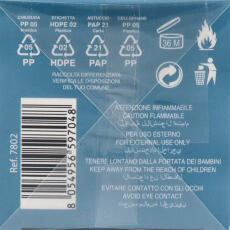 CHIUSURA ETICHETTA ASTUCCIO CELLOPHANE
PP 05 HDPE 02 PAP 21 PP 05
Plastica Plastica Carta Plastica
05 02 21 05
PP HDPE PAP PP
36 M
RACCOLTA DIFFERENZIATA.
VERIFICA LE DISPOSIZIONI
DEL TUO COMUNE.
Ref. 7802
8 054956 597048
ATTENZIONE INFIAMMABILE
CAUTION FLAMMABLE
PER USO ESTERNO
FOR EXTERNAL USE ONLY
TENERE LONTANO DALLA PORTATA DEI BAMBINI
KEEP AWAY FROM THE REACH OF CHILDREN
EVITARE CONTATTO CON GLI OCCHI
AVOID EYE CONTACT